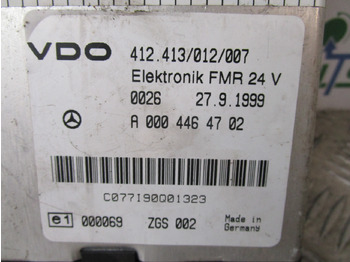 VDO 412.413/012/007
Elektronik FMR 24 V
0026 27.9.1999
A 000 446 47 02
C077190Q01323
e1 000069 ZGS 002 Made in Germany